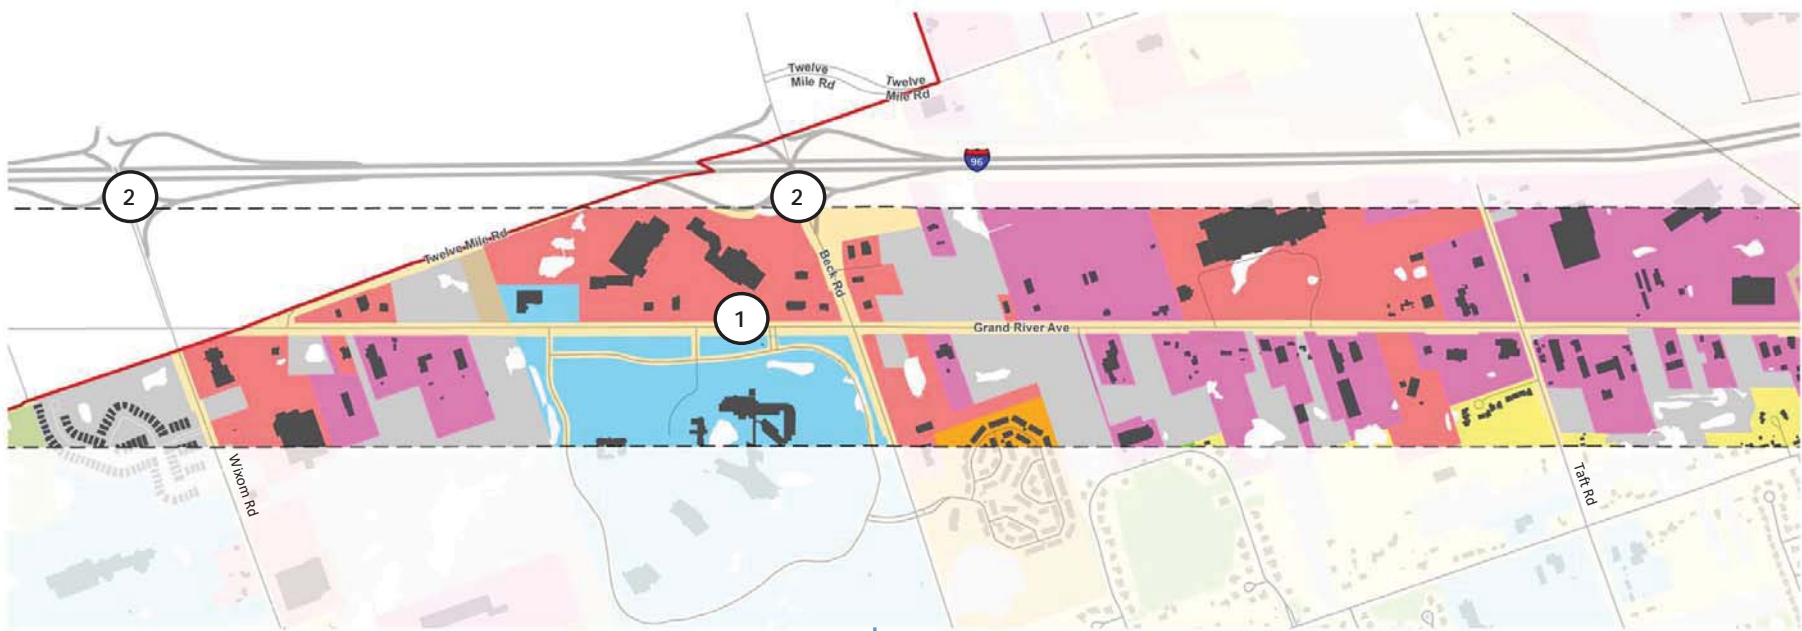 Twelve
Mile Rd
Twelve
Mile Rd
96
2
2
Twelve Mile Rd
Beck Rd
1
Grand River Ave
Wixom Rd
Taft Rd